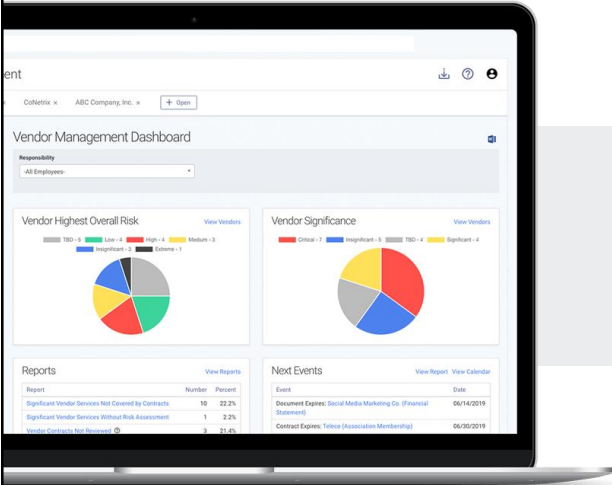 ent
CoNetrix × ABC Company, Inc. × + Open
Vendor Management Dashboard
Responsibility
-All Employees-
Vendor Highest Overall Risk View Vendors
TBD - 5 Low - 4 High - 4 Medium - 3
Insignificant - 3 Extreme - 1
Vendor Significance View Vendors
Critical - 7 Insignificant - 5 TBD - 4 Significant - 4
Reports View Reports
Report Number Percent
Significant Vendor Services Not Covered by Contracts 10 22.2%
Significant Vendor Services Without Risk Assessment 1 2.2%
Vendor Contracts Not Reviewed 3 21.4%
Next Events View Report View Calendar
Event Date
Document Expires: Social Media Marketing Co. (Financial 06/14/2019
Statement)
Contract Expires: Teleco (Association Membership) 06/30/2019